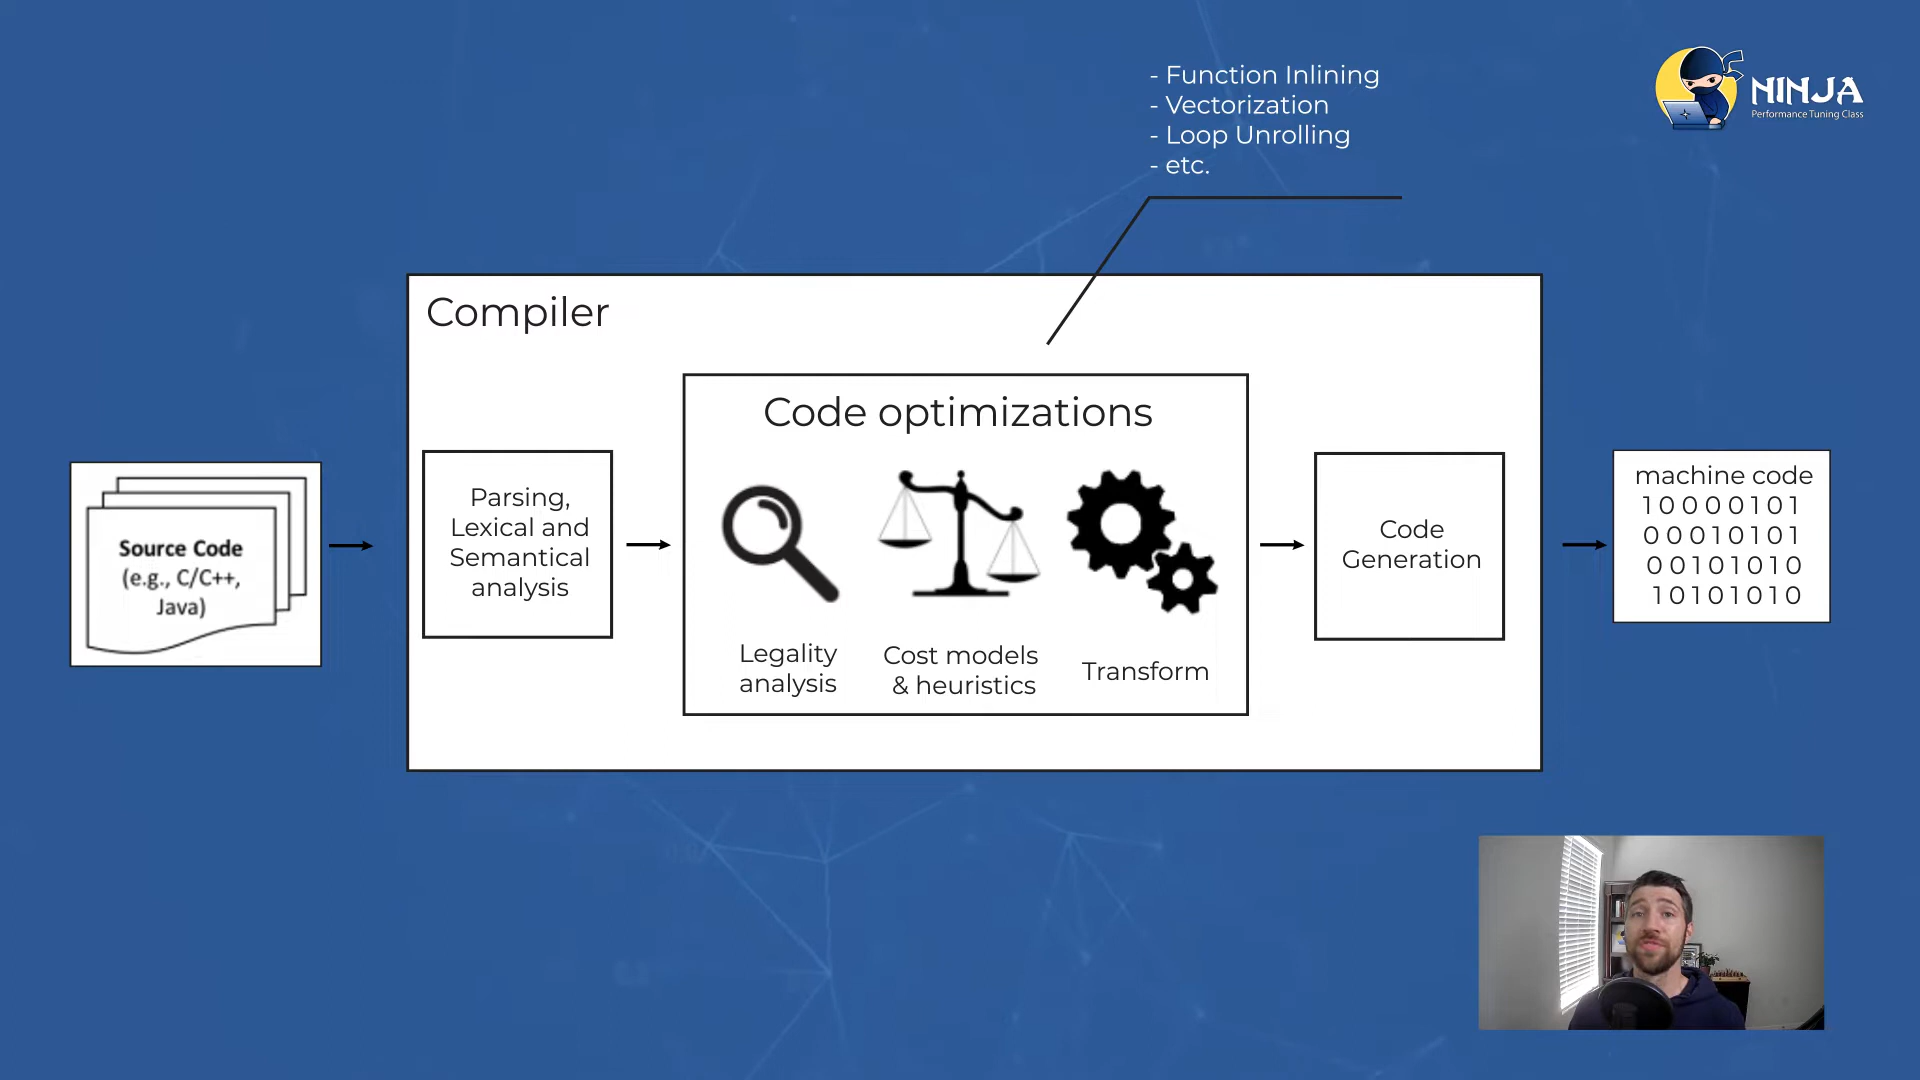 - Function Inlining
- Vectorization
- Loop Unrolling
- etc.
NINJA
Performance Tuning Class
Compiler
Code optimizations
Source Code
(e.g., C/C++,
Java)
Parsing,
Lexical and
Semantical
analysis
Legality
analysis
Cost models
& heuristics
Transform
Code
Generation
machine code
10000101
00010101
00101010
10101010